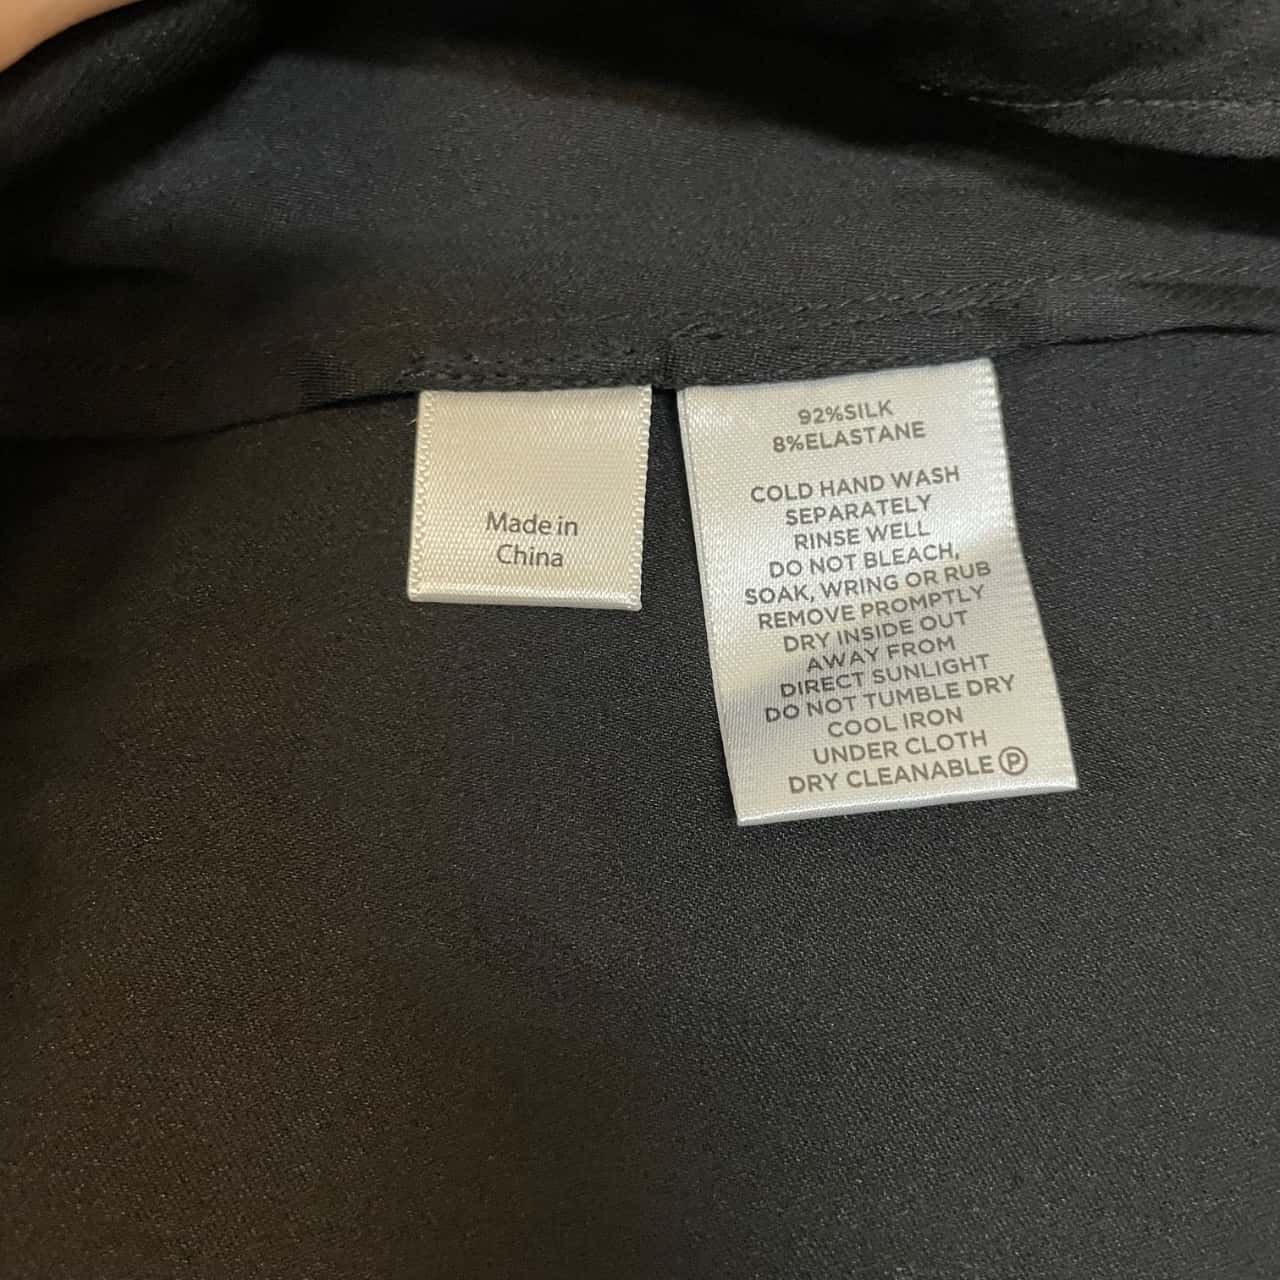 Made in
China
92%SILK
8%ELASTANE
COLD HAND WASH
SEPARATELY
RINSE WELL
DO NOT BLEACH,
SOAK, WRING OR RUB
REMOVE PROMPTLY
DRY INSIDE OUT
AWAY FROM
DIRECT SUNLIGHT
DO NOT TUMBLE DRY
COOL IRON
UNDER CLOTH
DRY CLEANABLE Ⓟ